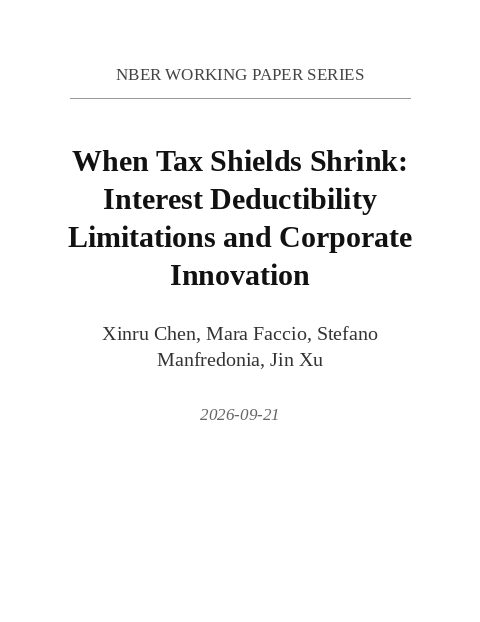 NBER WORKING PAPER SERIES
When Tax Shields Shrink:
Interest Deductibility
Limitations and Corporate
Innovation
Xinru Chen, Mara Faccio, Stefano
Manfredonia, Jin Xu
2026-09-21